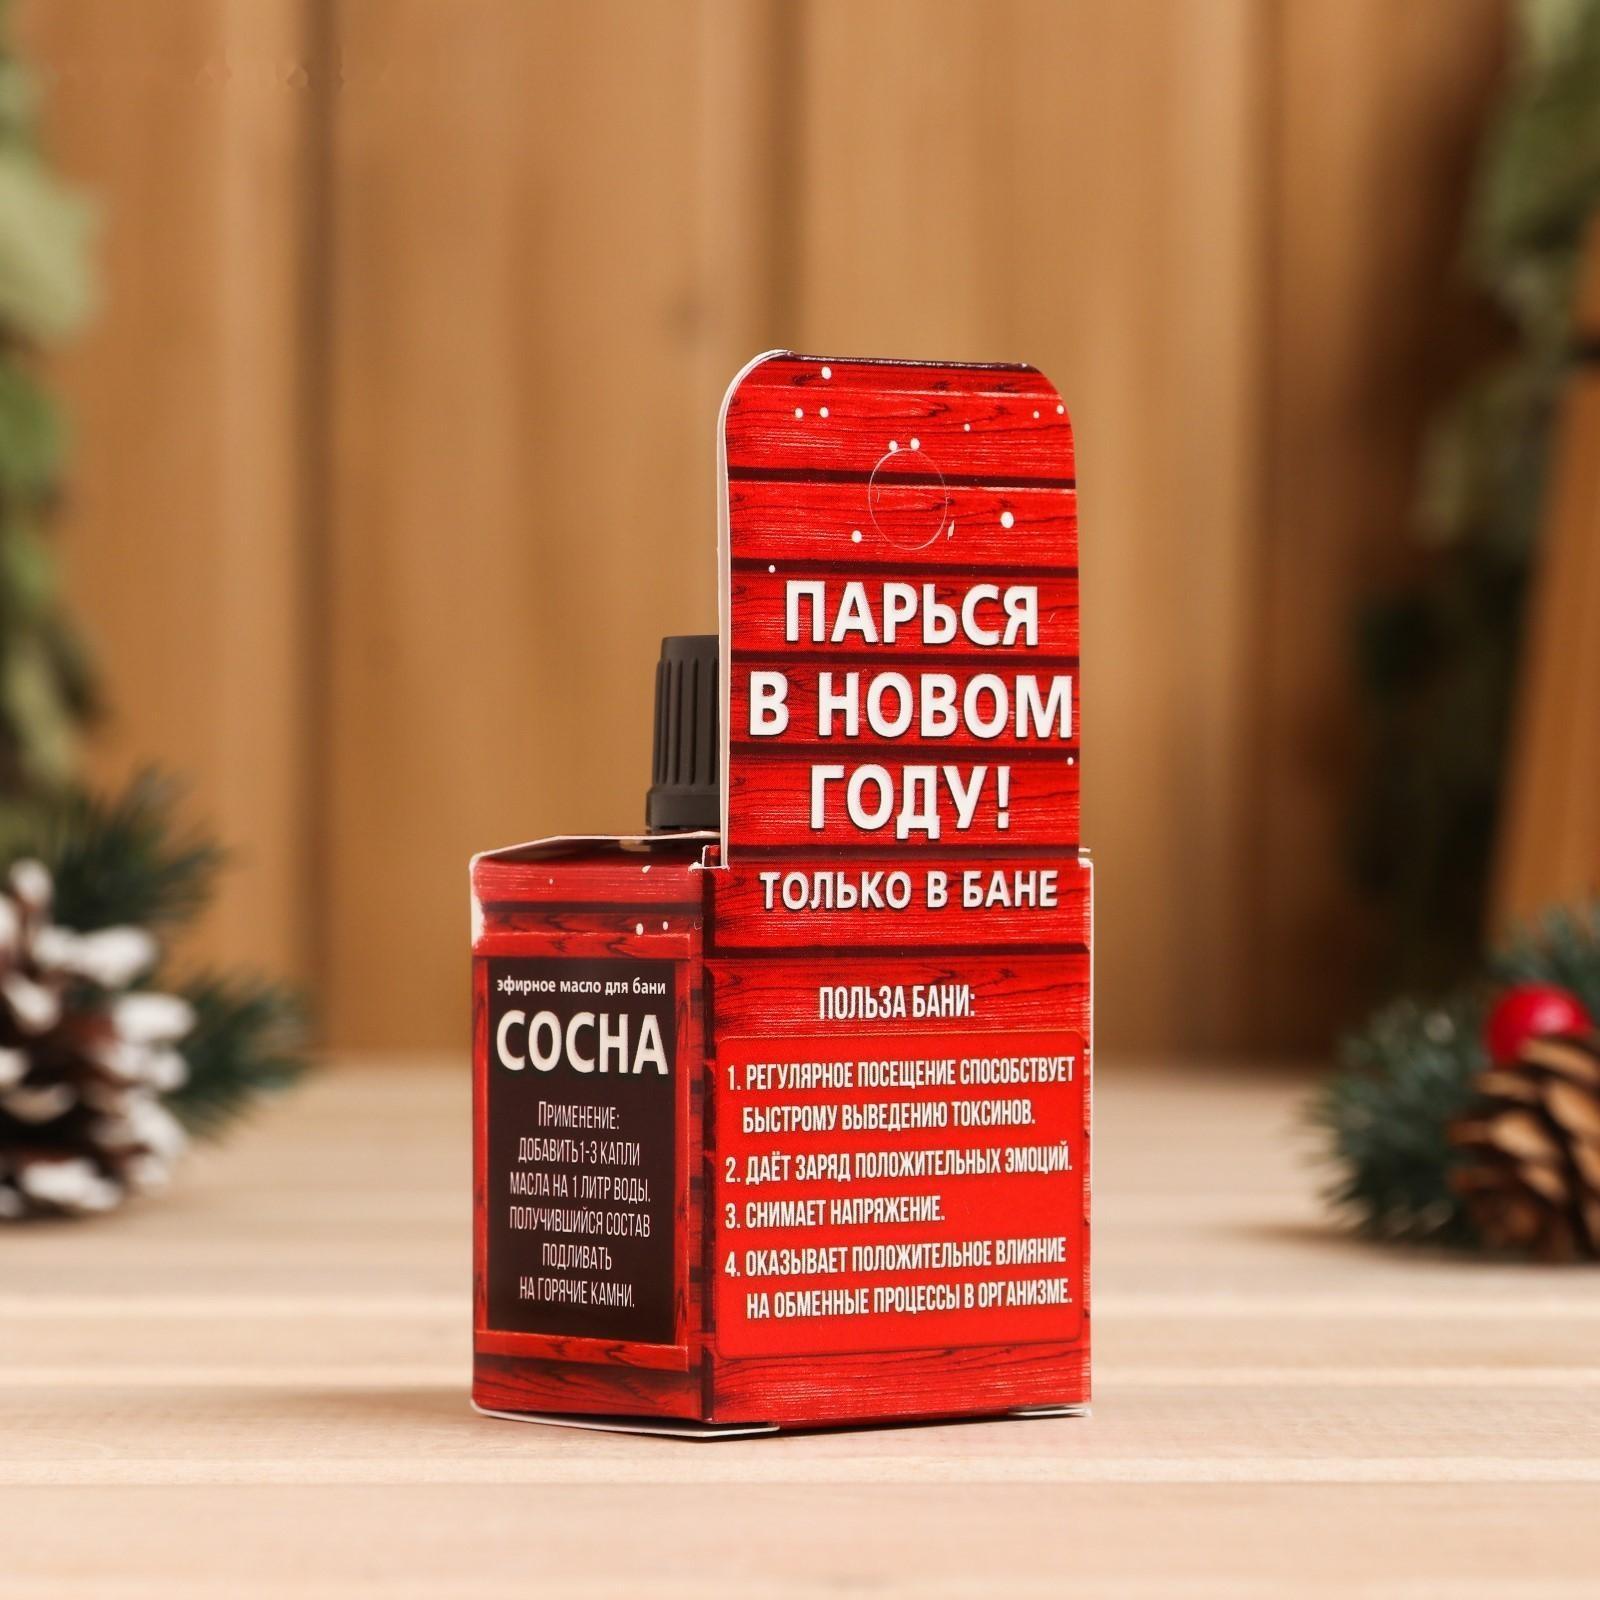 ПАРЬСЯ
В НОВОМ
ГОДУ!
ТОЛЬКО В БАНЕ
ПОЛЬЗА БАНИ:
1. РЕГУЛЯРНОЕ ПОСЕЩЕНИЕ СПОСОБСТВУЕТ
БЫСТРОМУ ВЫВЕДЕНИЮ ТОКСИНОВ.
2. ДАЁТ ЗАРЯД ПОЛОЖИТЕЛЬНЫХ ЭМОЦИЙ.
3. СНИМАЕТ НАПРЯЖЕНИЕ.
4. ОКАЗЫВАЕТ ПОЛОЖИТЕЛЬНОЕ ВЛИЯНИЕ
НА ОБМЕННЫЕ ПРОЦЕССЫ В ОРГАНИЗМЕ.
эфирное масло для бани
СОСНА
ПРИМЕНЕНИЕ:
ДОБАВИТЬ 1-3 КАПЛИ
МАСЛА НА 1 ЛИТР ВОДЫ.
ПОЛУЧИВШИЙСЯ СОСТАВ
ПОДЛИВАТЬ
НА ГОРЯЧИЕ КАМНИ.